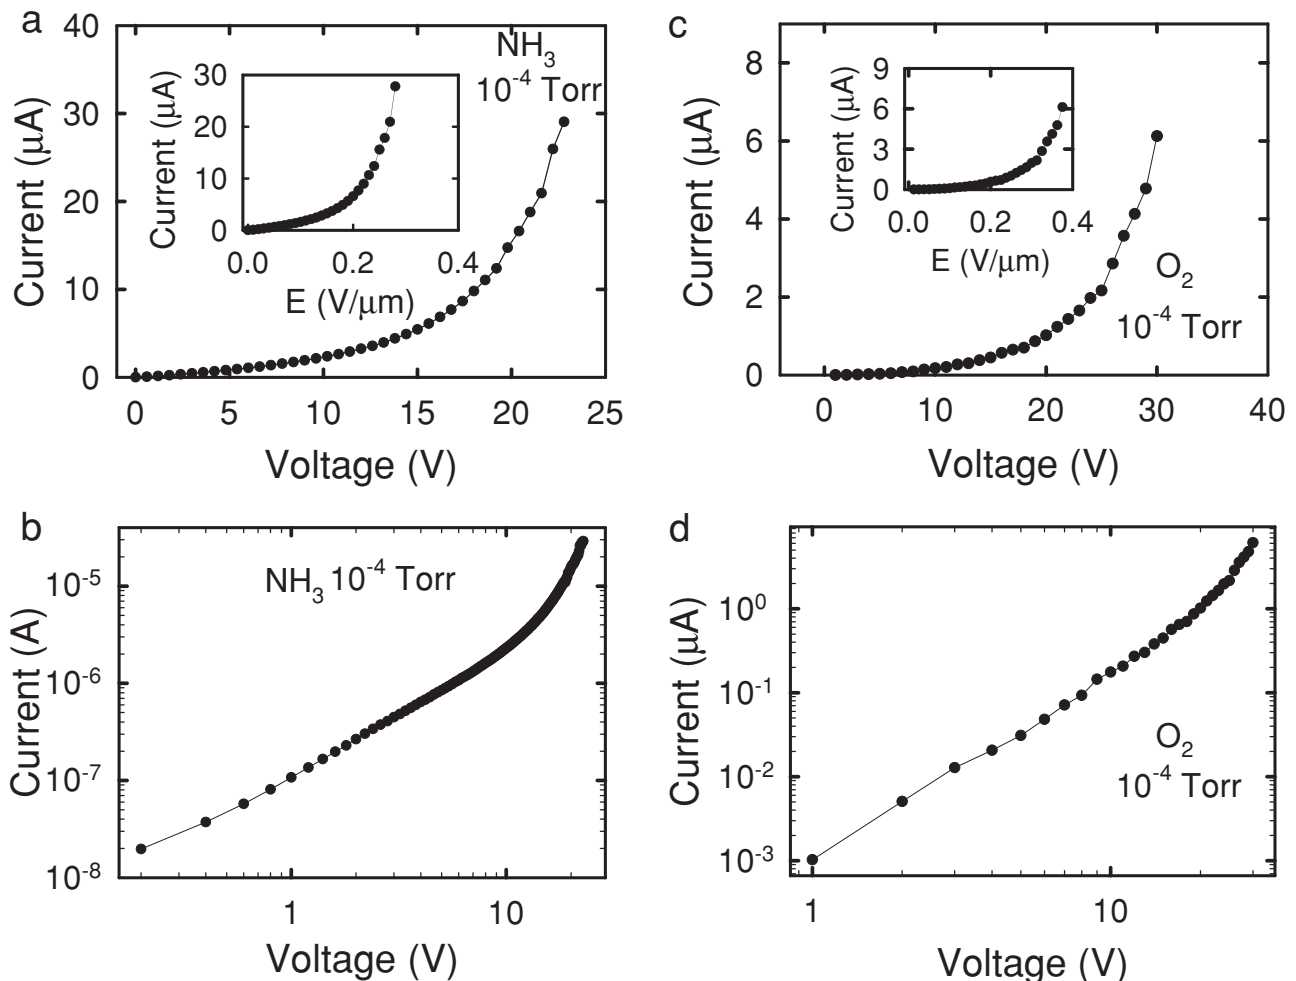 a
NH₃
10⁻⁴ Torr
Current (μA)
40
30
20
10
0
0
5
10
15
20
25
Voltage (V)
Current (μA)
30
20
10
0
0.0
0.2
0.4
E (V/μm)
c
Current (μA)
8
6
4
2
0
0
10
20
30
40
Voltage (V)
O₂
10⁻⁴ Torr
Current (μA)
9
6
3
0
0.0
0.2
0.4
E (V/μm)
b
NH₃ 10⁻⁴ Torr
Current (A)
10⁻⁵
10⁻⁶
10⁻⁷
10⁻⁸
1
10
Voltage (V)
d
Current (μA)
10⁰
10⁻¹
10⁻²
10⁻³
1
10
Voltage (V)
O₂
10⁻⁴ Torr